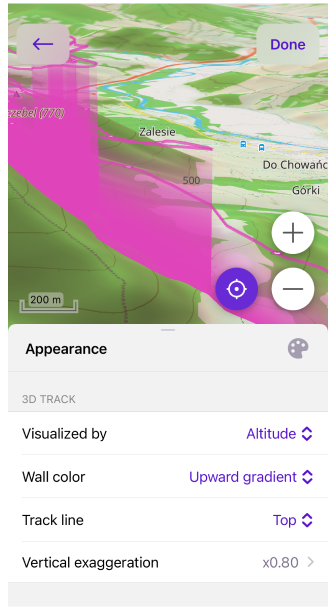 Done
ezebel (770)
Zalesie
Do Chowańc
500
Górki
200 m
Appearance
3D TRACK
Visualized by Altitude
Wall color Upward gradient
Track line Top
Vertical exaggeration x0.80